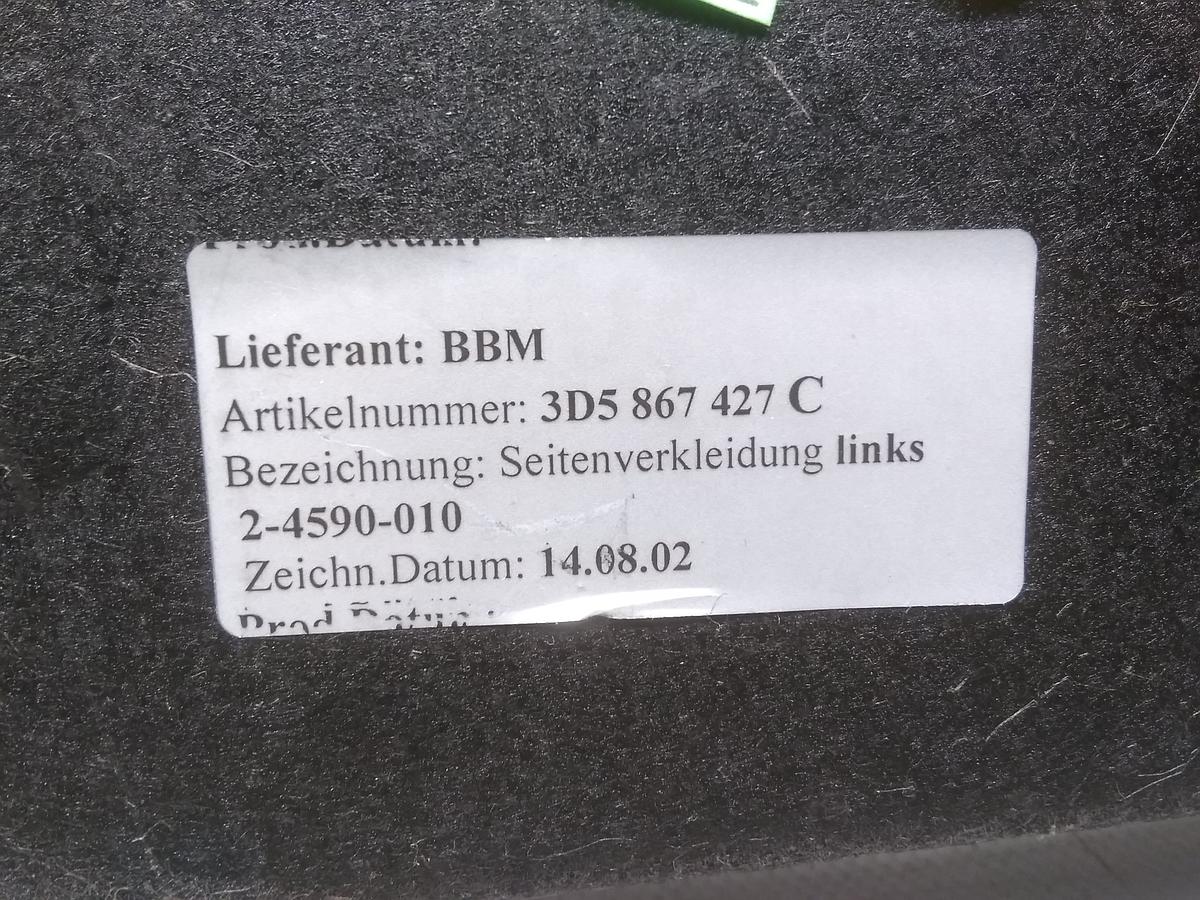 Lieferant: BBM
Artikelnummer: 3D5 867 427 C
Bezeichnung: Seitenverkleidung links
2-4590-010
Zeichn.Datum: 14.08.02